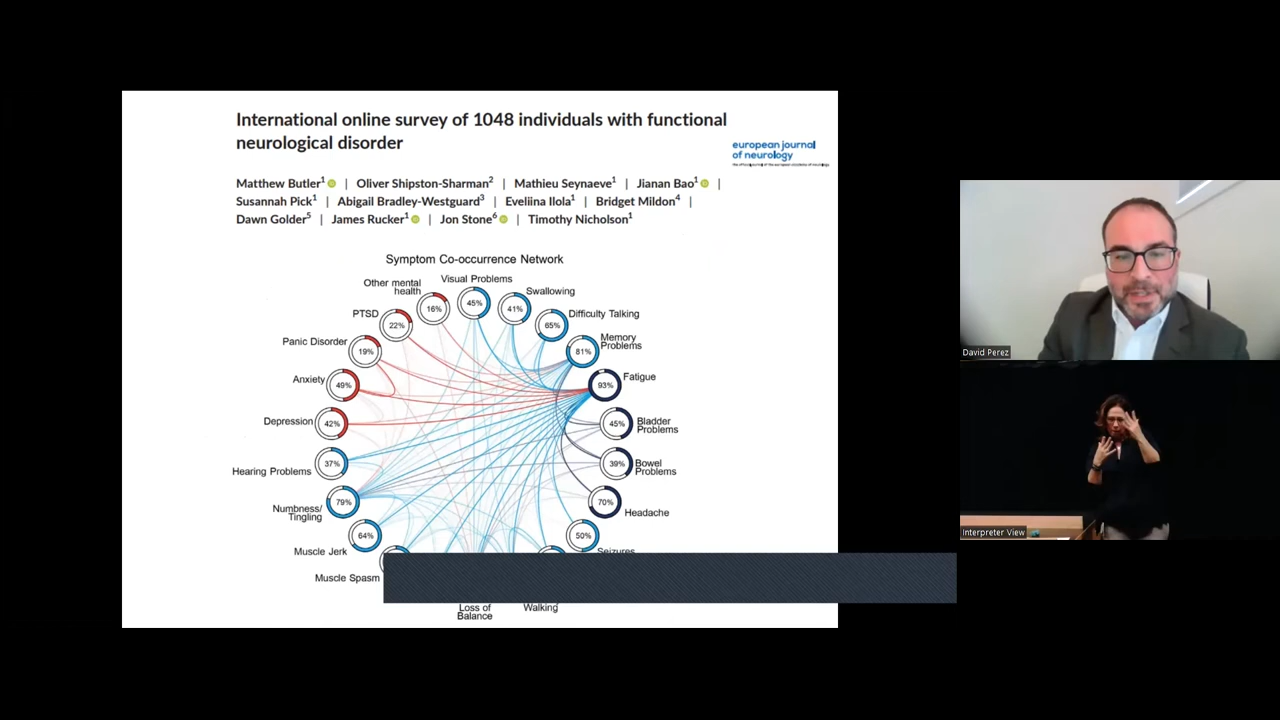 International online survey of 1048 individuals with functional
neurological disorder
european journal
of neurology
Matthew Butler1 | Oliver Shipston-Sharman2 | Mathieu Seynaeve1 | Jianan Bao1 |
Susannah Pick1 | Abigail Bradley-Westguard3 | Eveliina Ilola1 | Bridget Mildon4 |
Dawn Golder5 | James Rucker1 | Jon Stone6 | Timothy Nicholson1
Symptom Co-occurrence Network
Visual Problems
45%
Swallowing
41%
Difficulty Talking
65%
Memory
Problems
81%
Fatigue
93%
Bladder
Problems
45%
Bowel
Problems
39%
Headache
70%
Seizures
50%
Walking
Loss of
Balance
Muscle Spasm
Muscle Jerk
64%
Numbness/
Tingling
79%
Hearing Problems
37%
Depression
42%
Anxiety
49%
Panic Disorder
19%
PTSD
22%
Other mental
health
16%
David Perez
Interpreter View